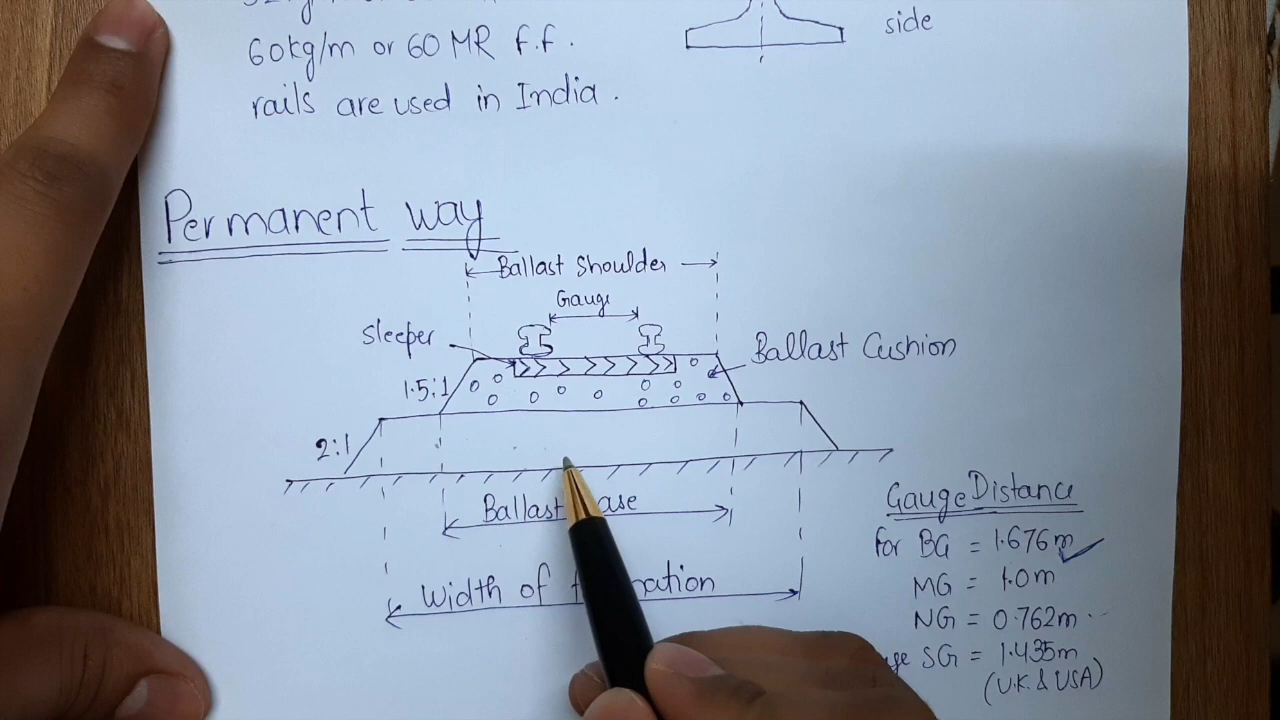 60kg/m or 60 MR f.f.
rails are used in India.
side
Permanent way
Ballast Shoulder
Gauge
Sleeper
Ballast Cushion
1.5:1
2:1
Ballast
Width of
Gauge Distance
For BG = 1.676m
MG = 1.0m
NG = 0.762m
SG = 1.435m
(U.K. & USA)